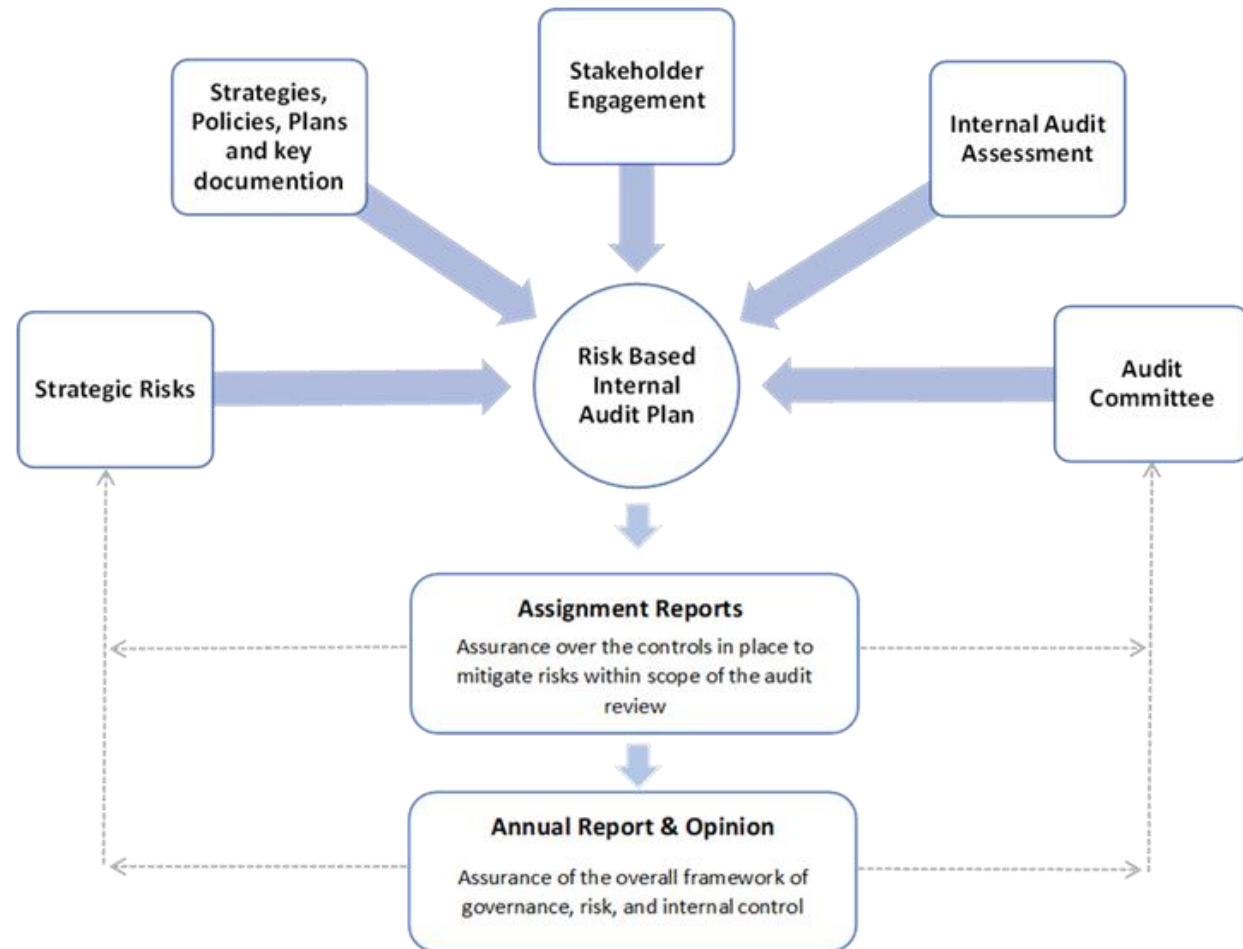 Stakeholder
Engagement
Strategies,
Policies, Plans
and key
documention
Internal Audit
Assessment
Strategic Risks
Risk Based
Internal
Audit Plan
Audit
Committee
Assignment Reports
Assurance over the controls in place to
mitigate risks within scope of the audit
review
Annual Report & Opinion
Assurance of the overall framework of
governance, risk, and internal control